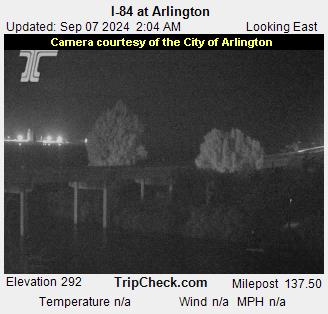 I-84 at Arlington
Updated: Sep 07 2024 2:04 AM Looking East
Camera courtesy of the City of Arlington
Elevation 292 TripCheck.com Milepost 137.50
Temperature n/a Wind n/a MPH n/a